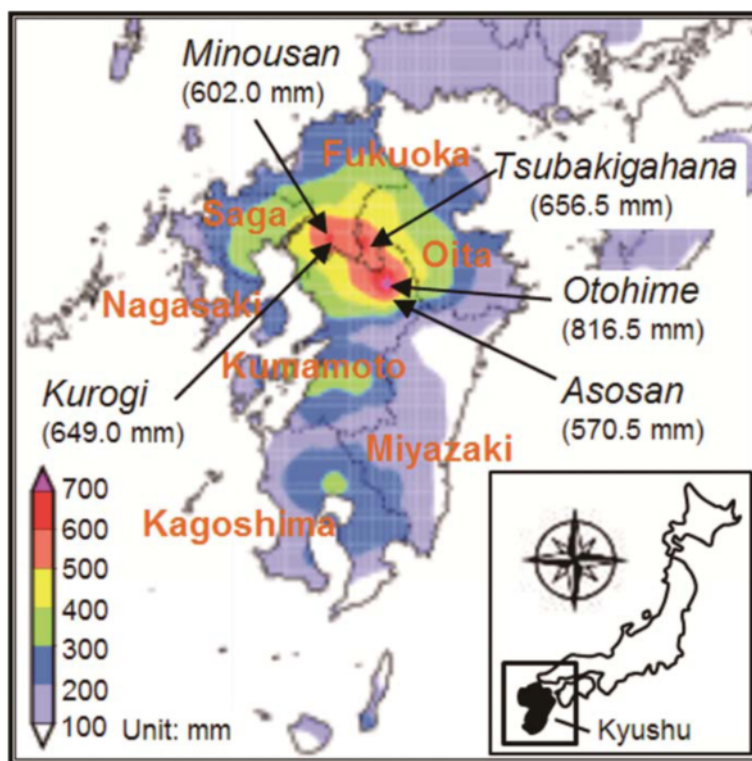 Minousan
(602.0 mm)
Fukuoka
Tsubakigahana
(656.5 mm)
Saga
Oita
Nagasaki
Otohime
(816.5 mm)
Kumamoto
Kurogi
(649.0 mm)
Asosan
(570.5 mm)
Miyazaki
Kagoshima
700
600
500
400
300
200
100 Unit: mm
Kyushu